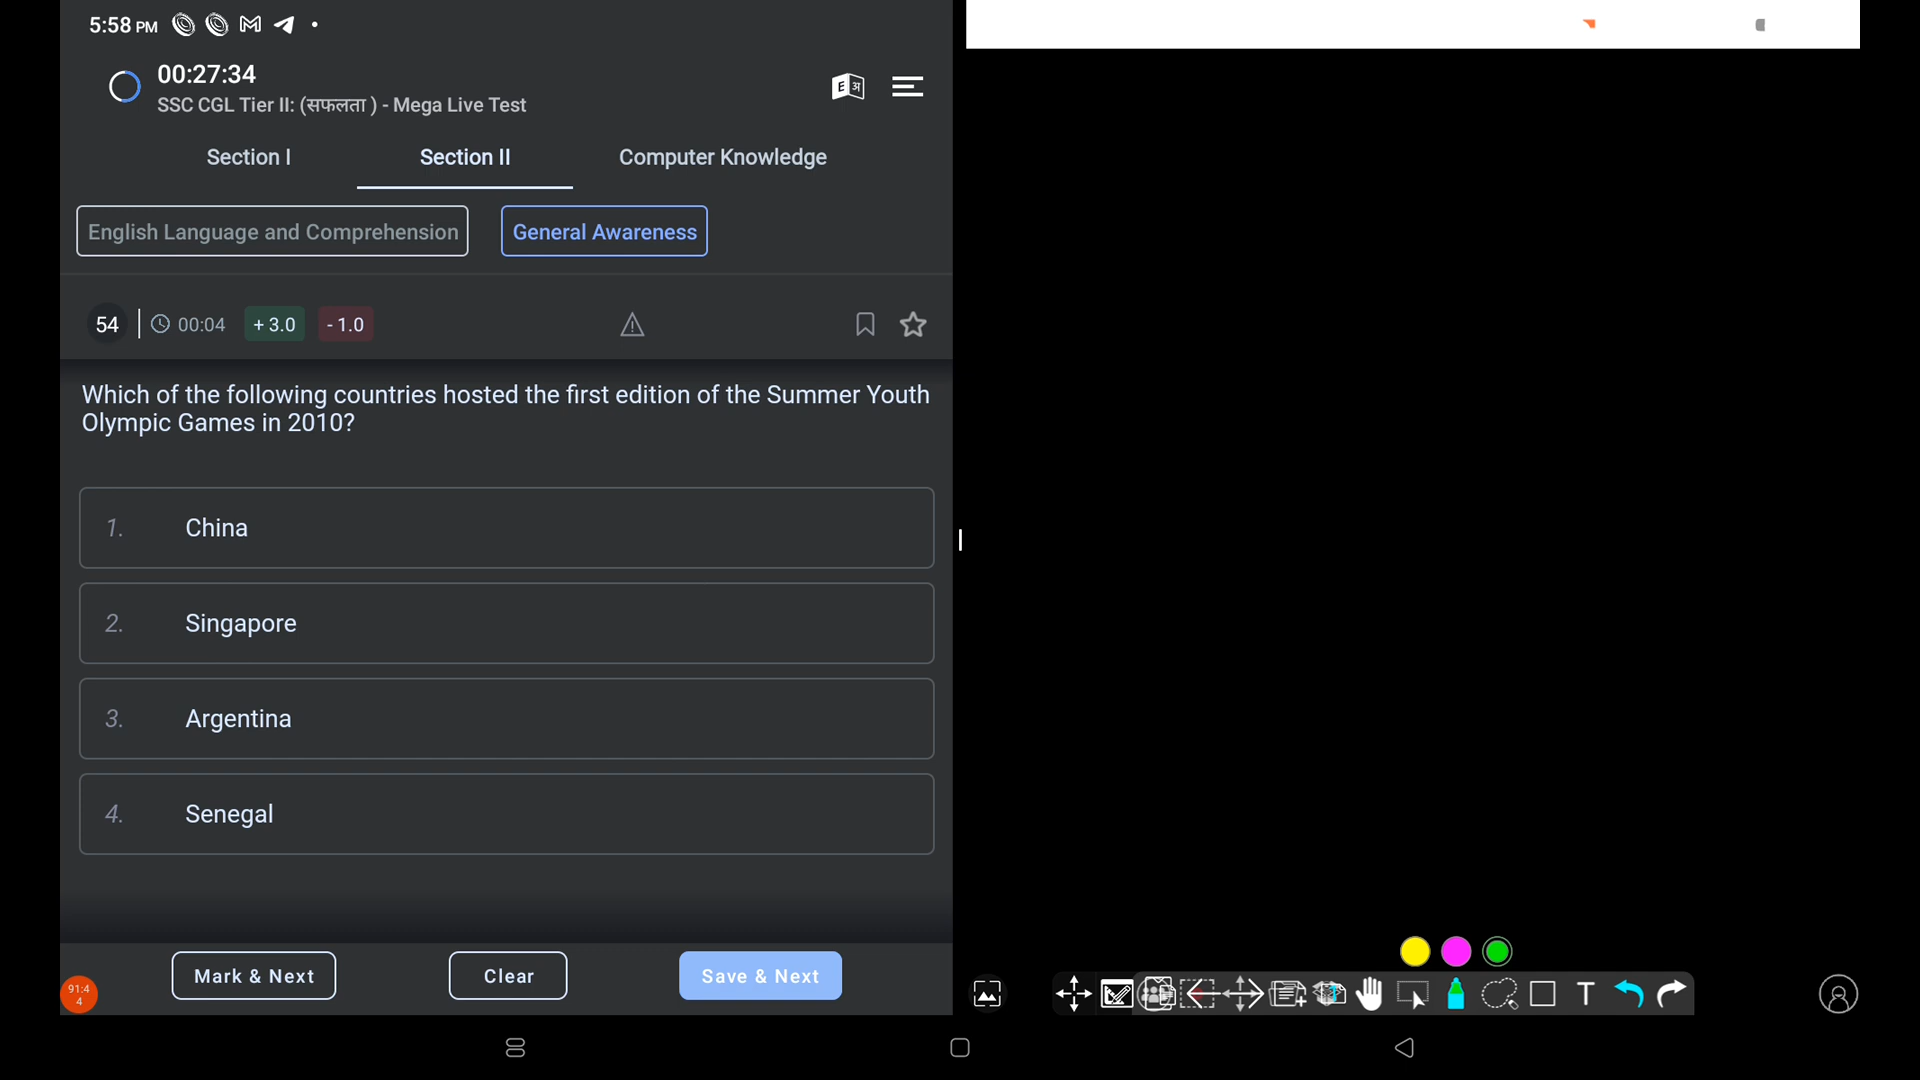 5:58 PM
00:27:34
SSC CGL Tier II: (सफलता ) - Mega Live Test
E अ
Section I Section II Computer Knowledge
English Language and Comprehension General Awareness
54 00:04 + 3.0 - 1.0
Which of the following countries hosted the first edition of the Summer Youth
Olympic Games in 2010?
1. China
2. Singapore
3. Argentina
4. Senegal
Mark & Next Clear Save & Next
91:4
4
T